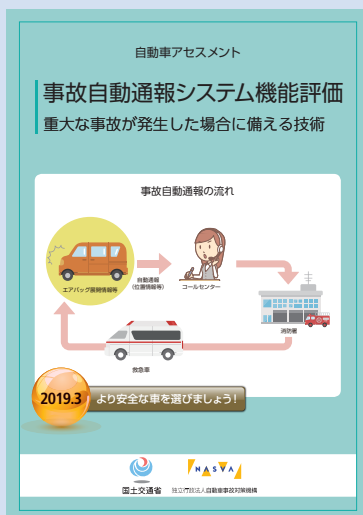 自動車アセスメント
事故自動通報システム機能評価
重大な事故が発生した場合に備える技術
事故自動通報の流れ
エアバッグ展開情報等
自動通報
(位置情報等)
コールセンター
消防署
救急車
2019.3
より安全な車を選びましょう!
国土交通省
NASVA
独立行政法人自動車事故対策機構